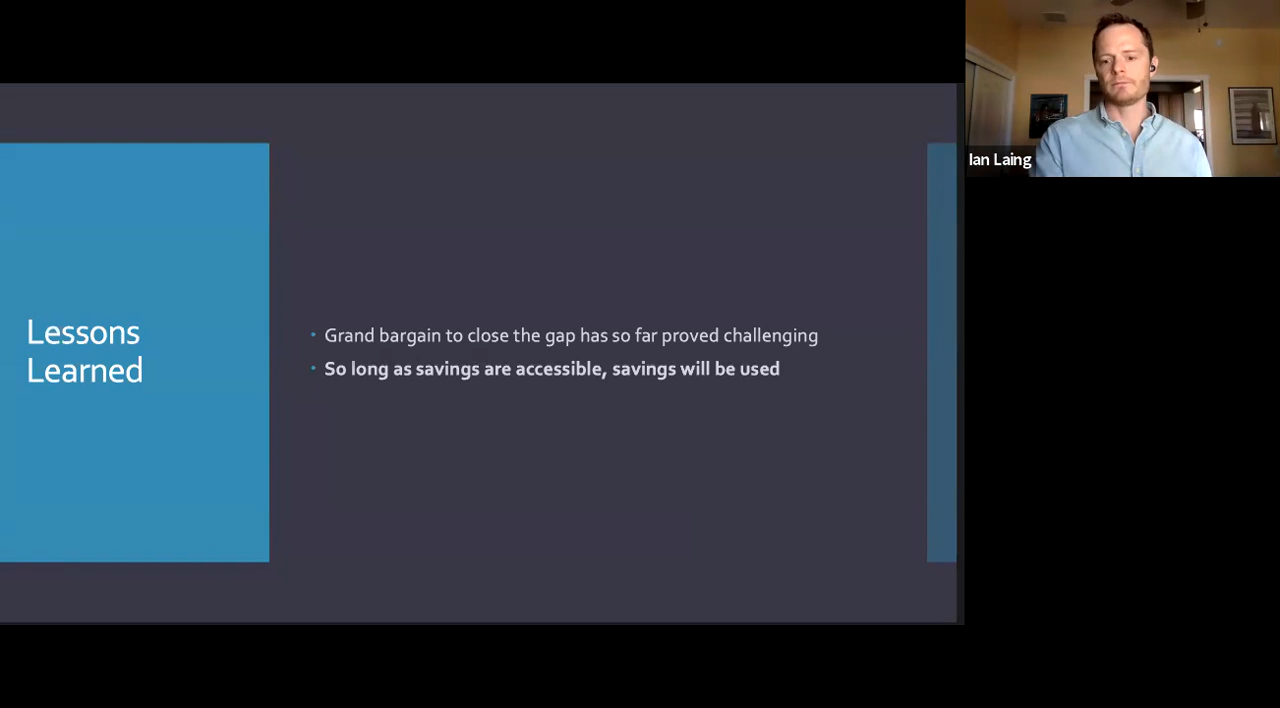 Lessons
Learned
Grand bargain to close the gap has so far proved challenging
So long as savings are accessible, savings will be used
Ian Laing